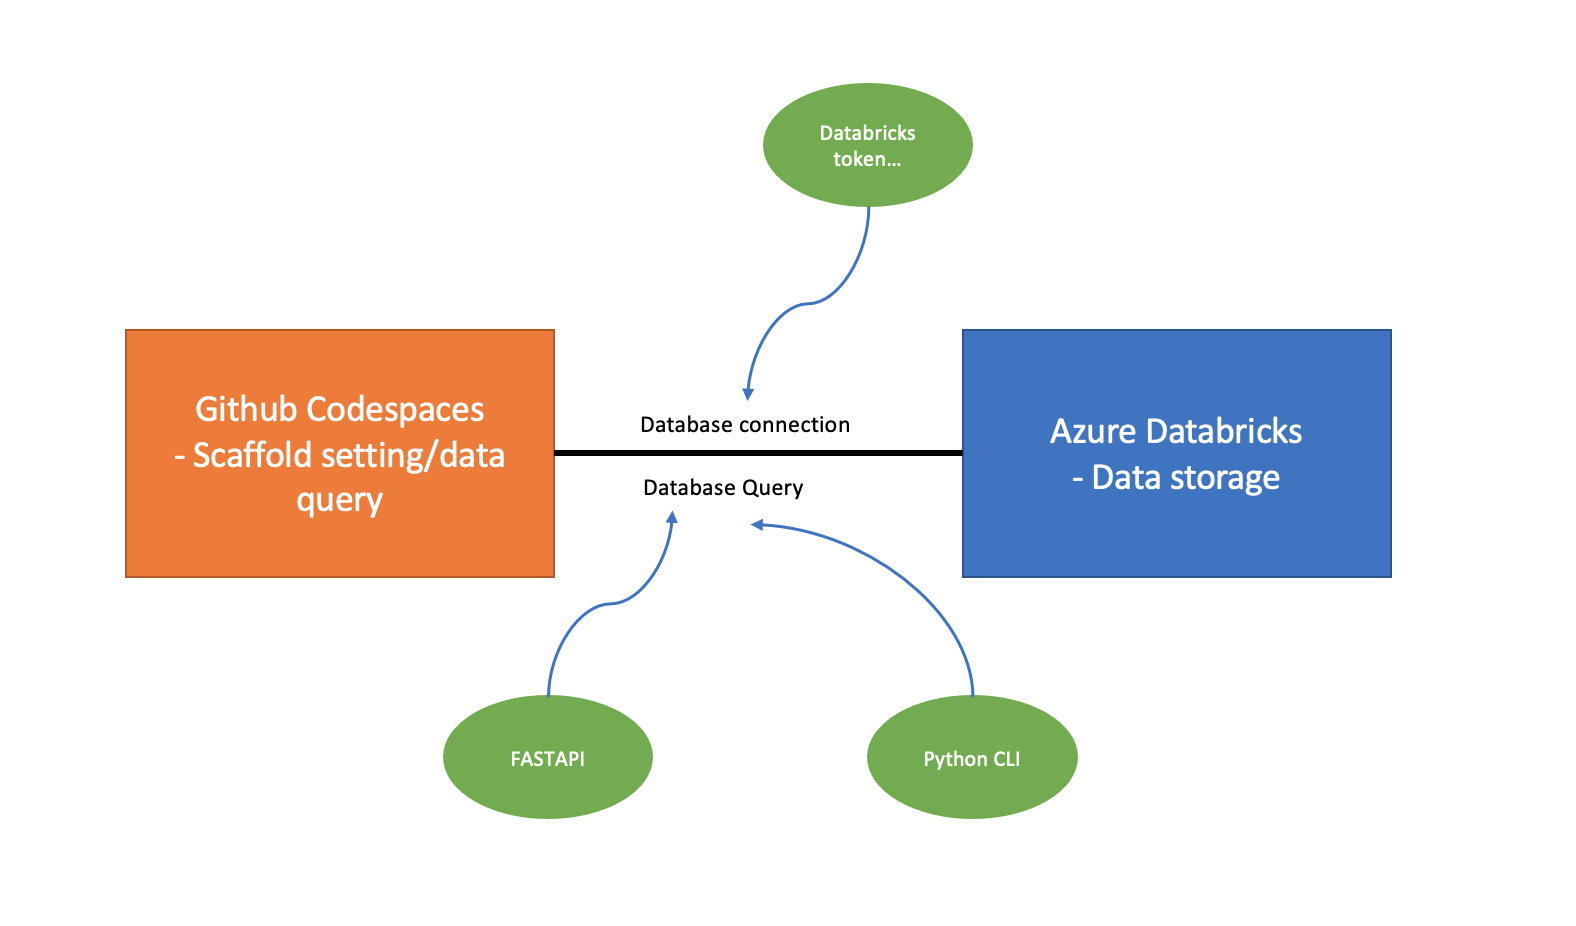 Databricks
token...
Github Codespaces
- Scaffold setting/data
query
Database connection
Database Query
Azure Databricks
- Data storage
FASTAPI
Python CLI